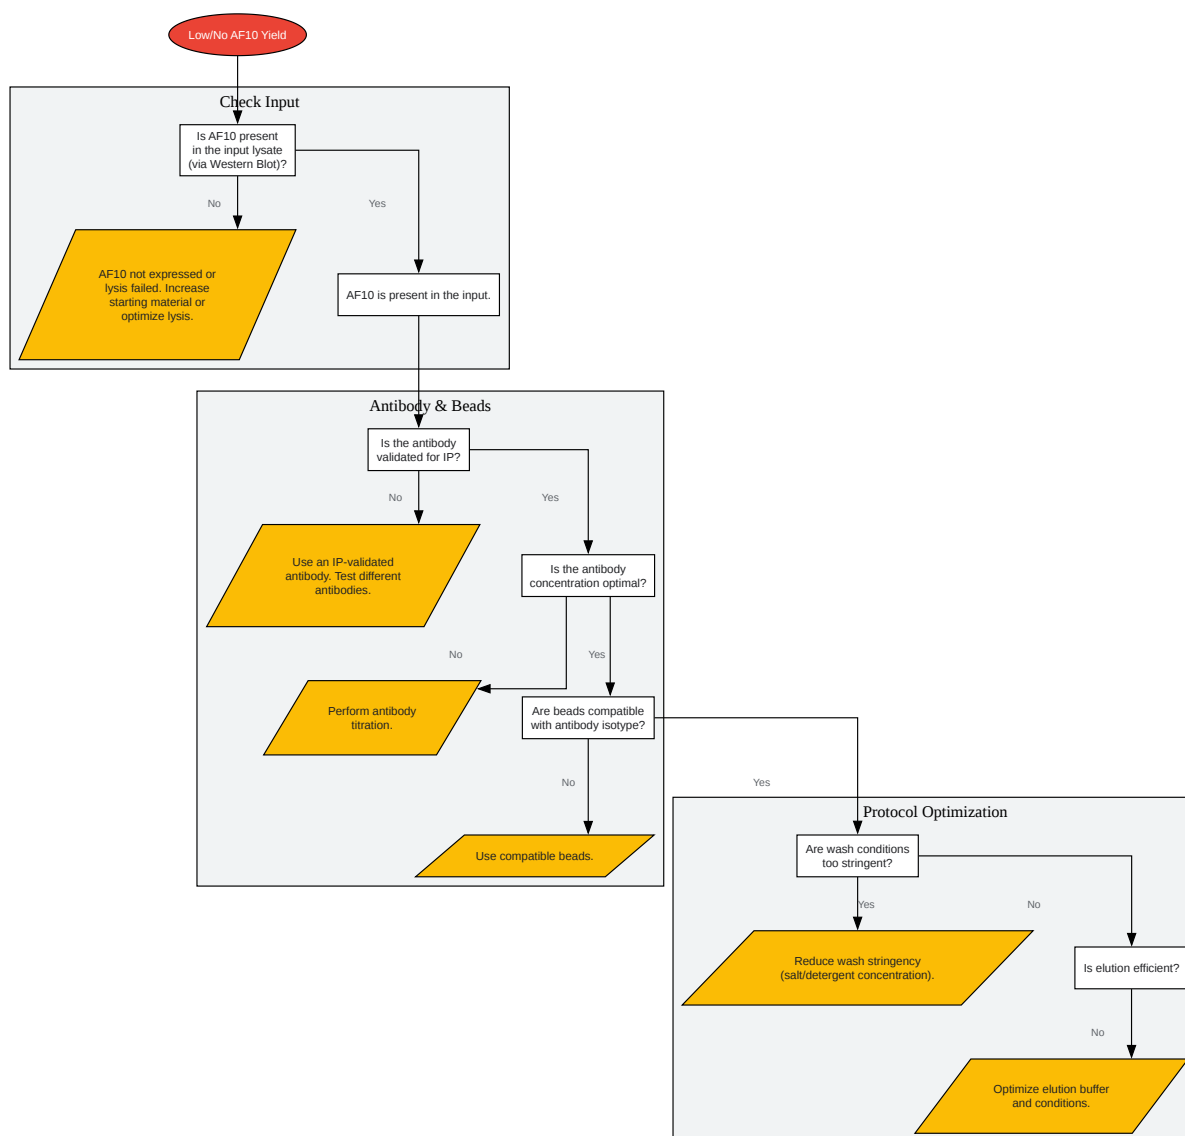 Low/No AF10 Yield
Check Input
Is AF10 present
in the input lysate
(via Western Blot)?
No
Yes
AF10 not expressed or
lysis failed. Increase
starting material or
optimize lysis.
AF10 is present in the input.
Antibody & Beads
Is the antibody
validated for IP?
No
Yes
Use an IP-validated
antibody. Test different
antibodies.
Is the antibody
concentration optimal?
No
Yes
Perform antibody
titration.
Are beads compatible
with antibody isotype?
No
Yes
Use compatible beads.
Protocol Optimization
Are wash conditions
too stringent?
Yes
No
Reduce wash stringency
(salt/detergent concentration).
Is elution efficient?
No
Optimize elution buffer
and conditions.